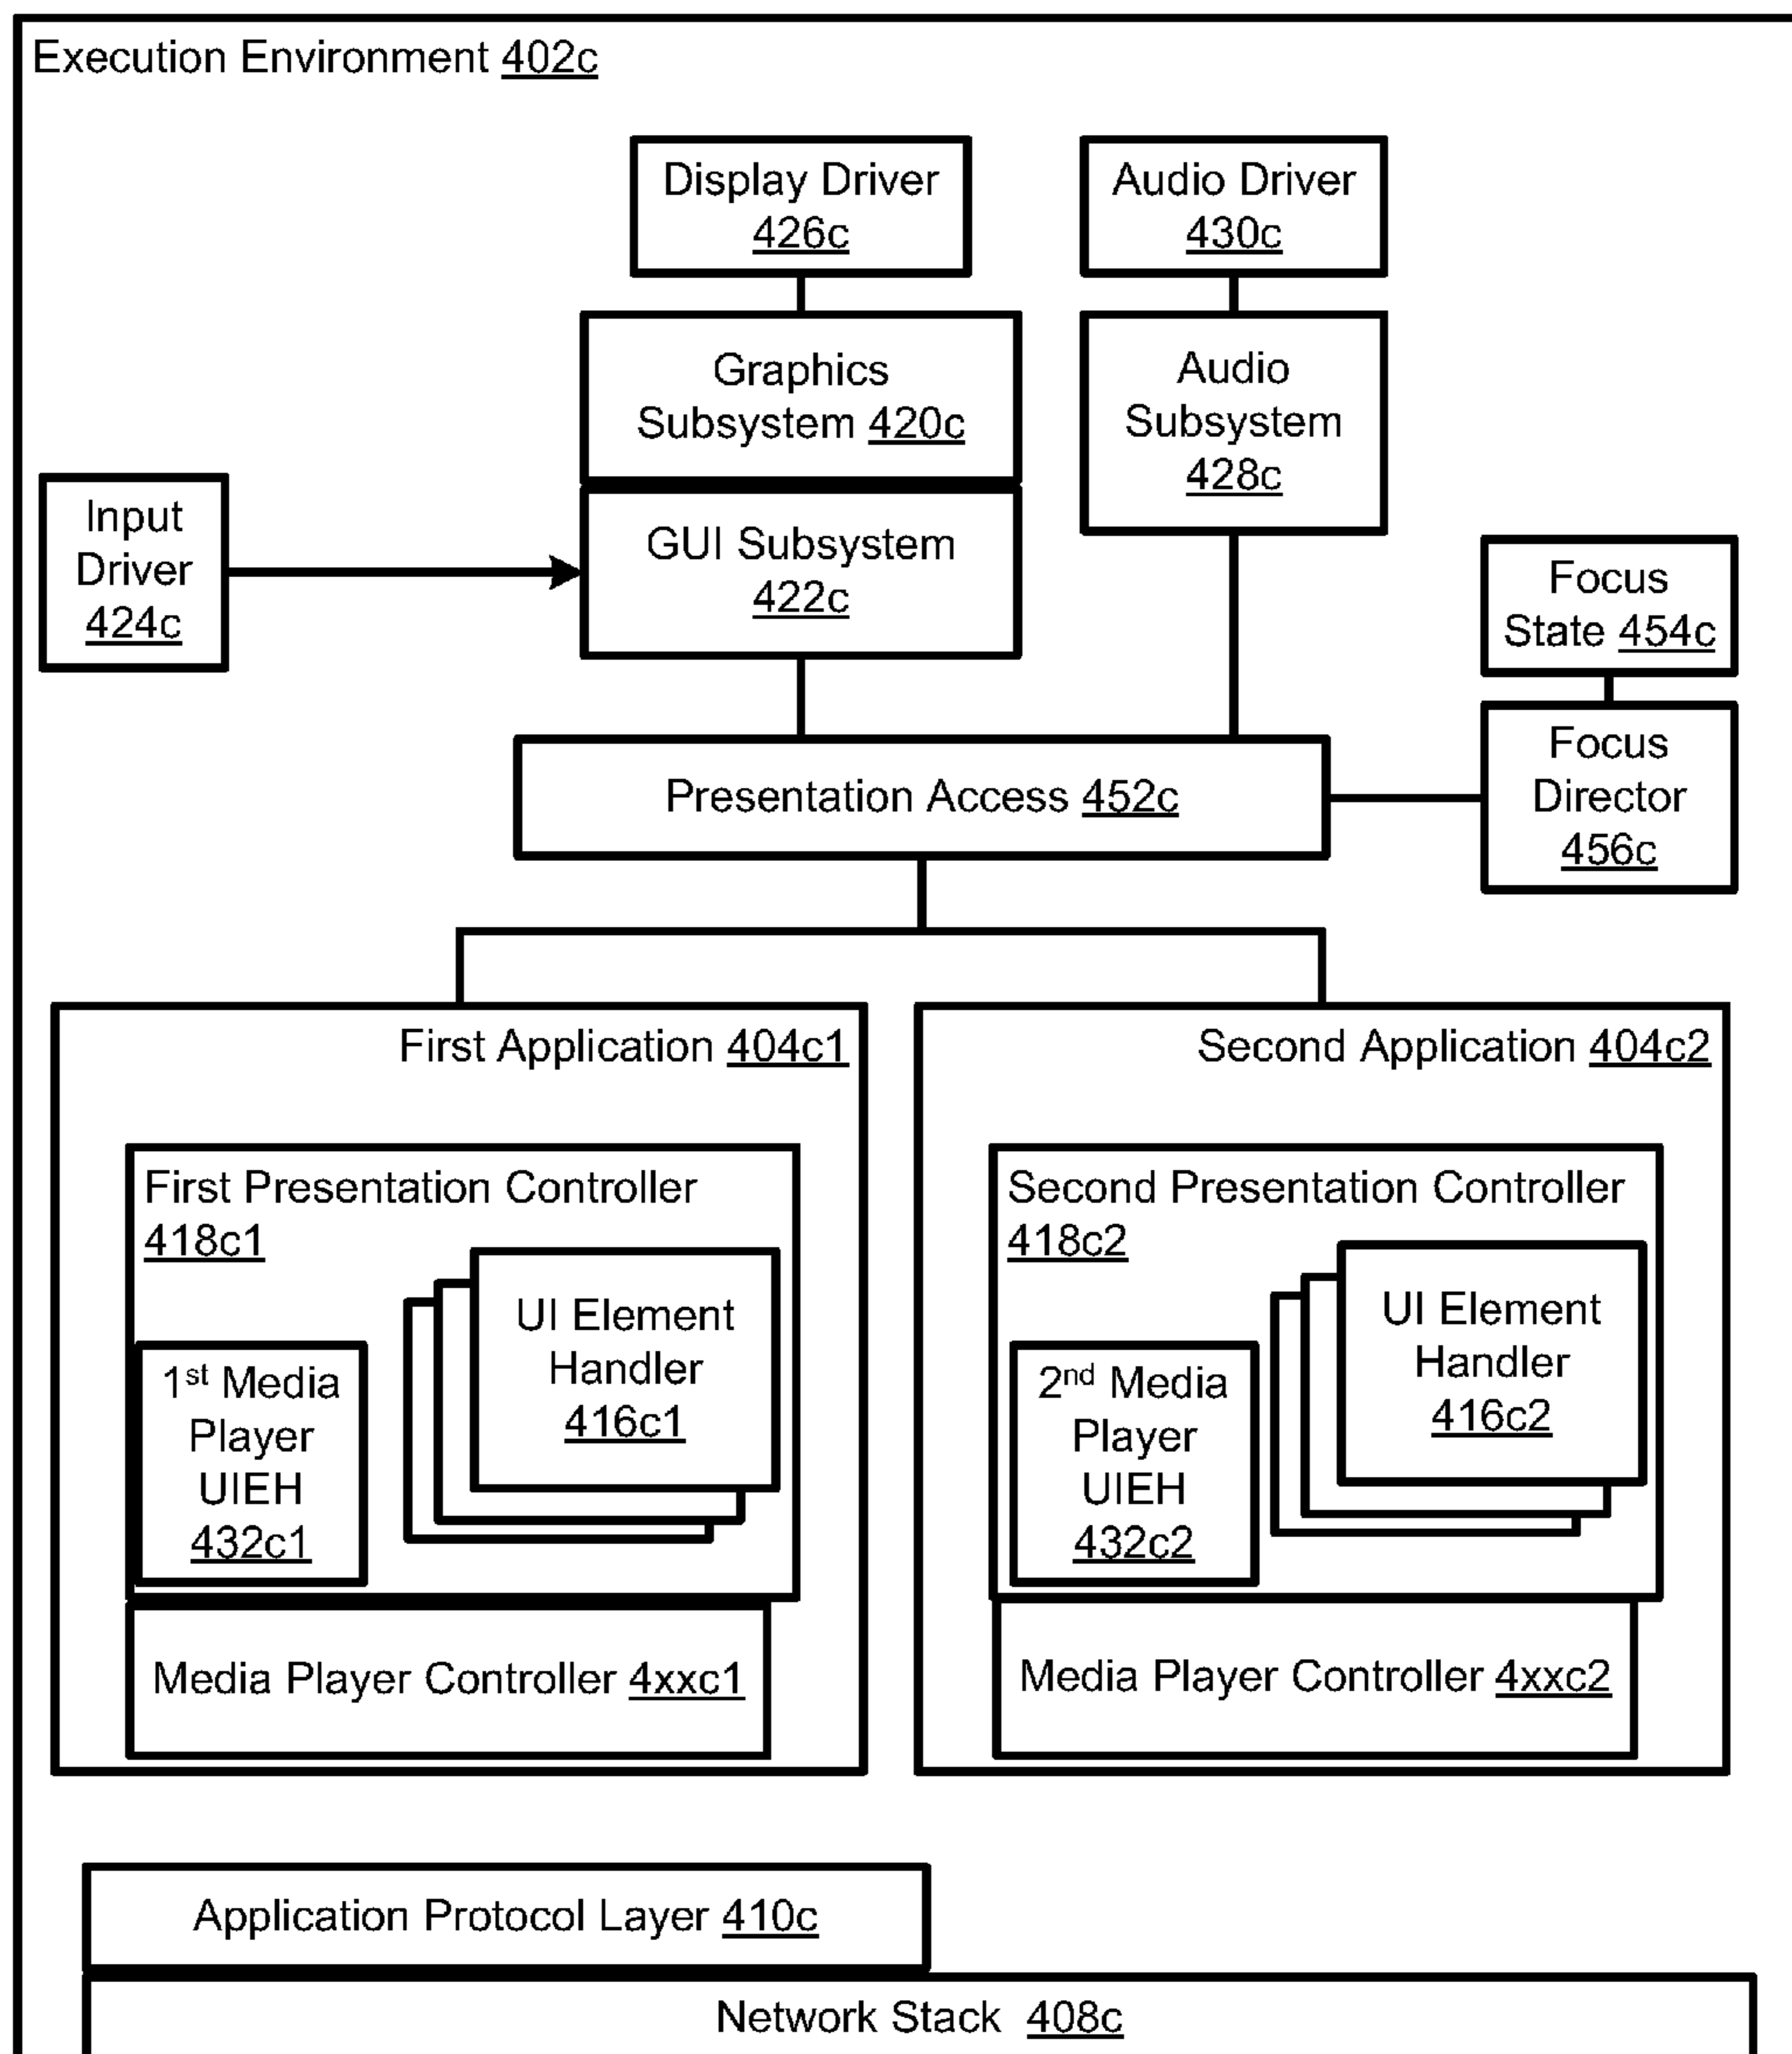 Execution Environment 402c
Display Driver
426c
Audio Driver
430c
Graphics
Subsystem 420c
Audio
Subsystem
428c
Input
Driver
424c
GUI Subsystem
422c
Focus
State 454c
Focus
Director
456c
Presentation Access 452c
First Application 404c1
First Presentation Controller
418c1
UI Element
Handler
416c1
1st Media
Player
UIEH
432c1
Media Player Controller 4xxc1
Second Application 404c2
Second Presentation Controller
418c2
UI Element
Handler
416c2
2nd Media
Player
UIEH
432c2
Media Player Controller 4xxc2
Application Protocol Layer 410c
Network Stack 408c